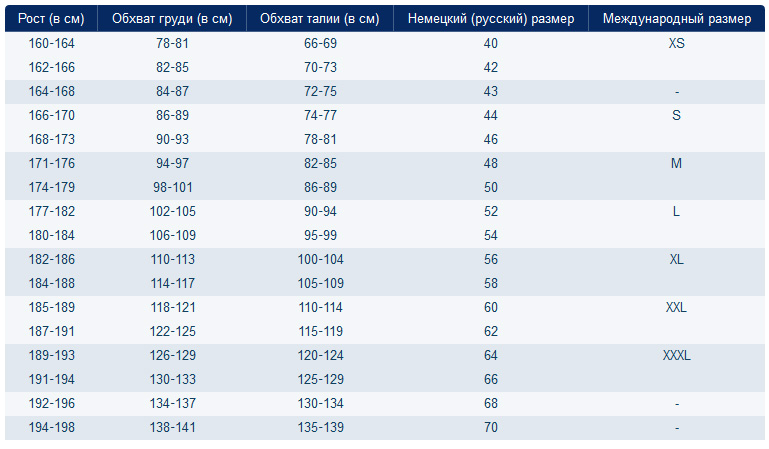 Рост (в см) Обхват груди (в см) Обхват талии (в см) Немецкий (русский) размер Международный размер
160-164 78-81 66-69 40 XS
162-166 82-85 70-73 42
164-168 84-87 72-75 43 -
166-170 86-89 74-77 44 S
168-173 90-93 78-81 46
171-176 94-97 82-85 48 M
174-179 98-101 86-89 50
177-182 102-105 90-94 52 L
180-184 106-109 95-99 54
182-186 110-113 100-104 56 XL
184-188 114-117 105-109 58
185-189 118-121 110-114 60 XXL
187-191 122-125 115-119 62
189-193 126-129 120-124 64 XXXL
191-194 130-133 125-129 66
192-196 134-137 130-134 68 -
194-198 138-141 135-139 70 -